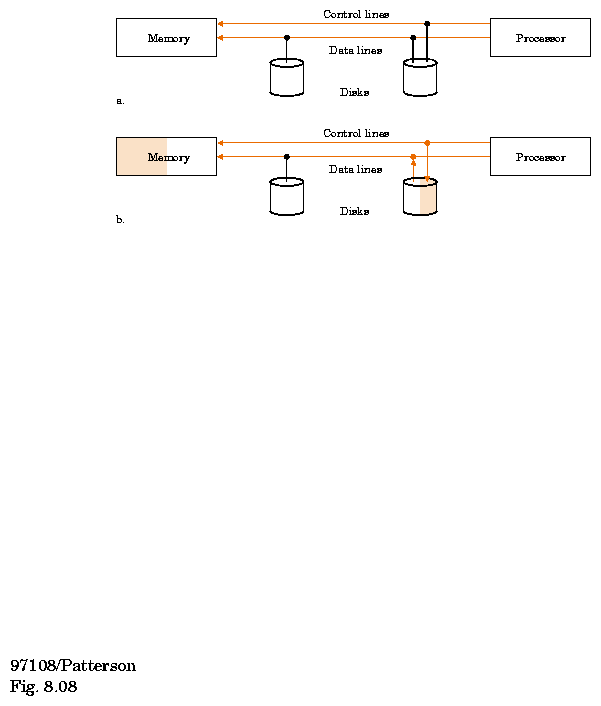 Control lines
Memory
Processor
Data lines
Disks
a.
Control lines
Memory
Processor
Data lines
Disks
b.
97108/Patterson
Fig. 8.08